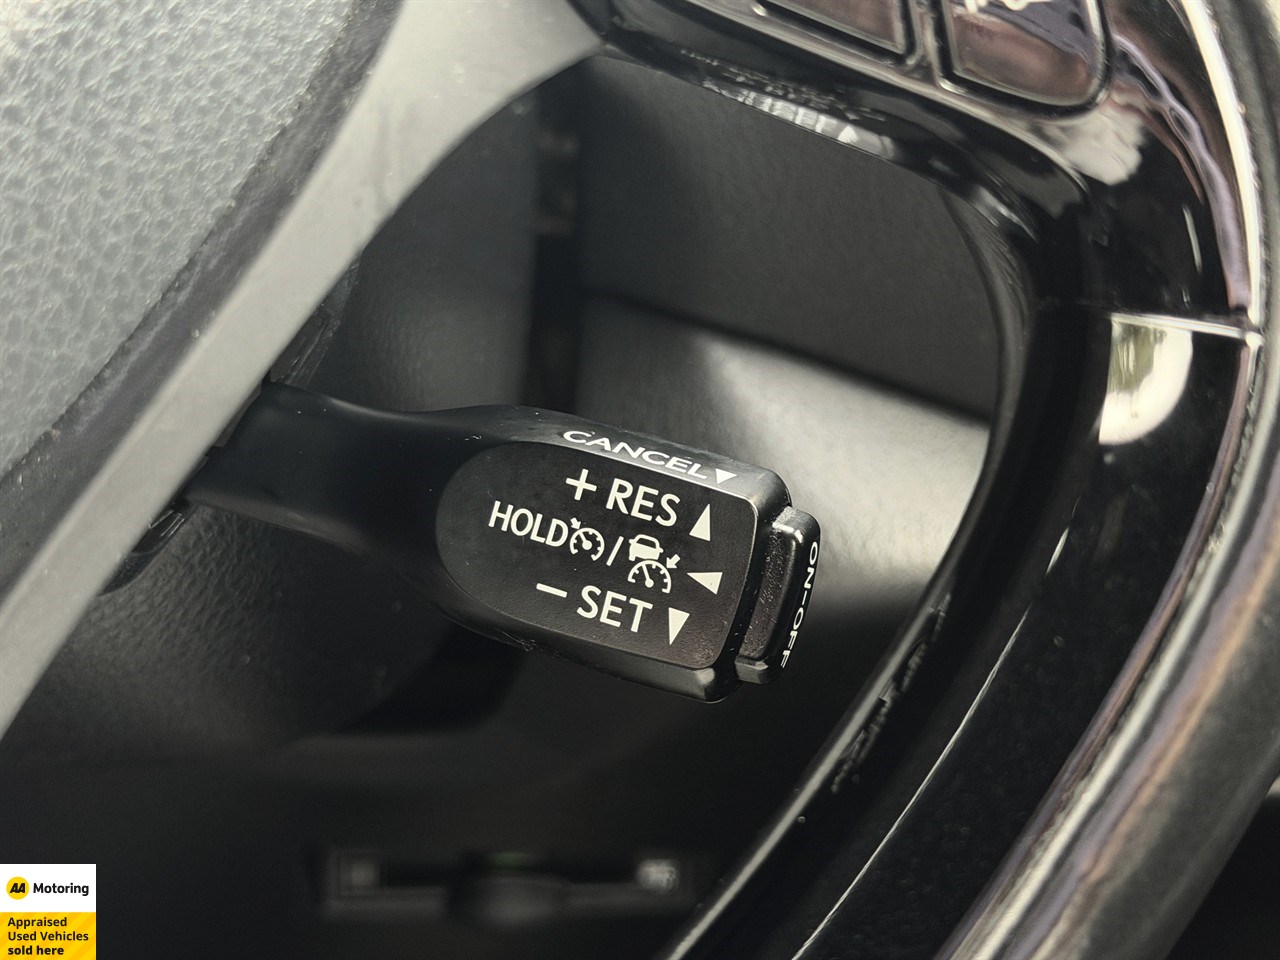 CANCEL▼
+ RES ▲
HOLD /
− SET ▼
ON-OFF
AA Motoring
Appraised
Used Vehicles
sold here